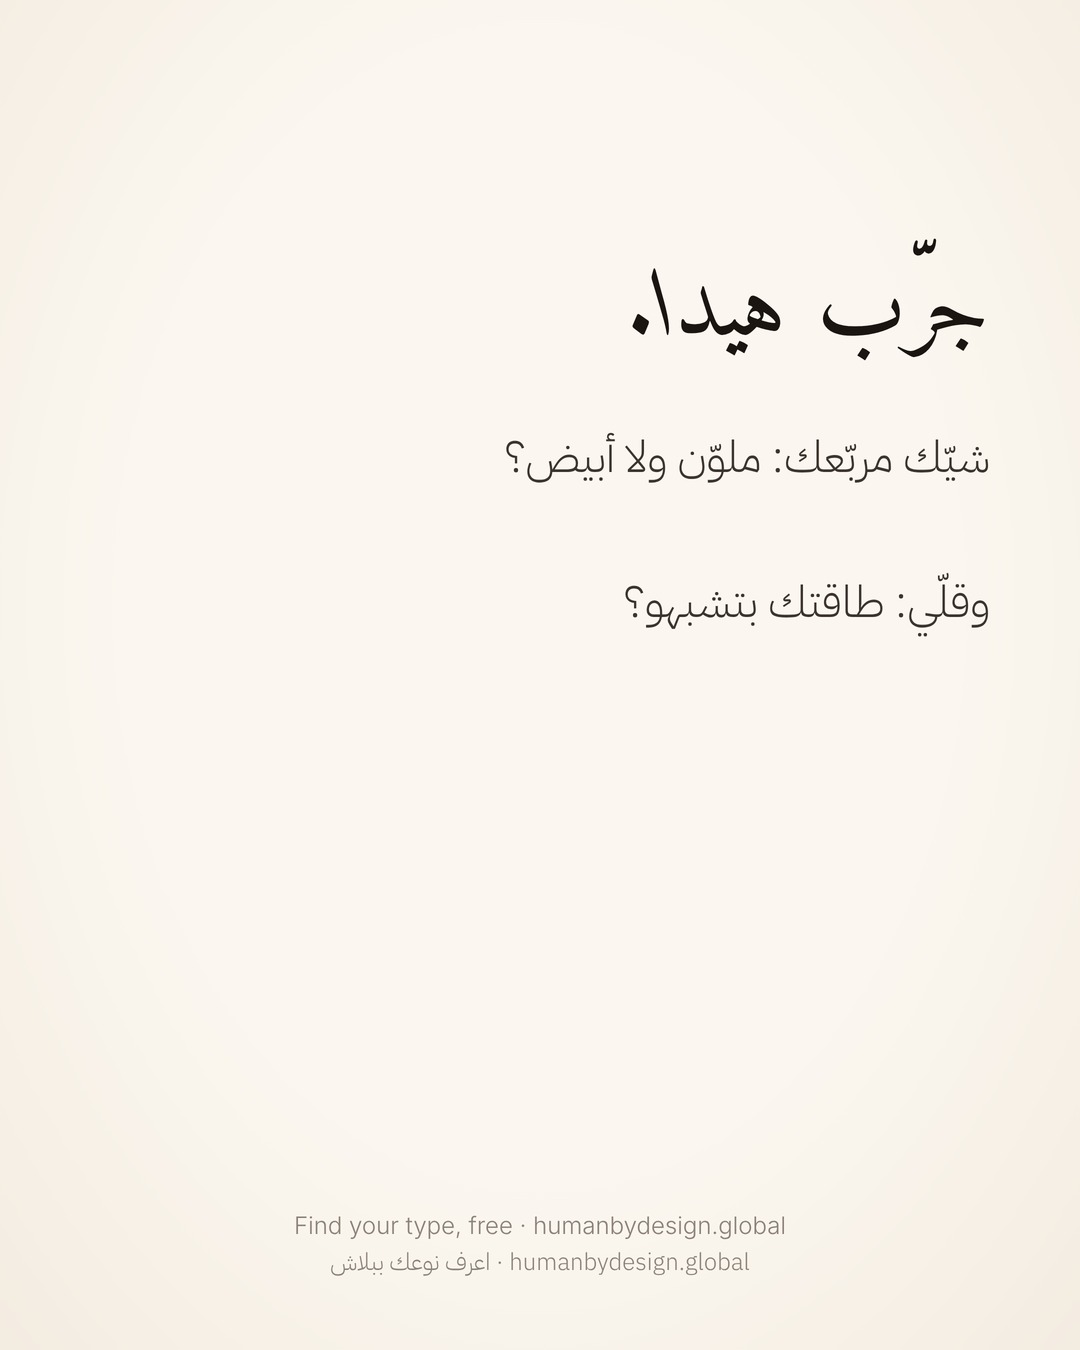 جرّب هيدا.
شيّك مربّعك: ملوّن ولا أبيض؟
وقلّي: طاقتك بتشبهو؟
Find your type, free · humanbydesign.global
اعرف نوعك ببلاش · humanbydesign.global